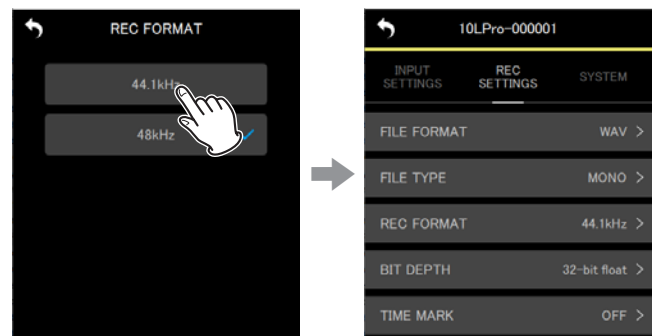 REC FORMAT
44.1kHz
48kHz
10LPro-000001
INPUT SETTINGS
REC SETTINGS
SYSTEM
FILE FORMAT WAV >
FILE TYPE MONO >
REC FORMAT 44.1kHz >
BIT DEPTH 32-bit float >
TIME MARK OFF >